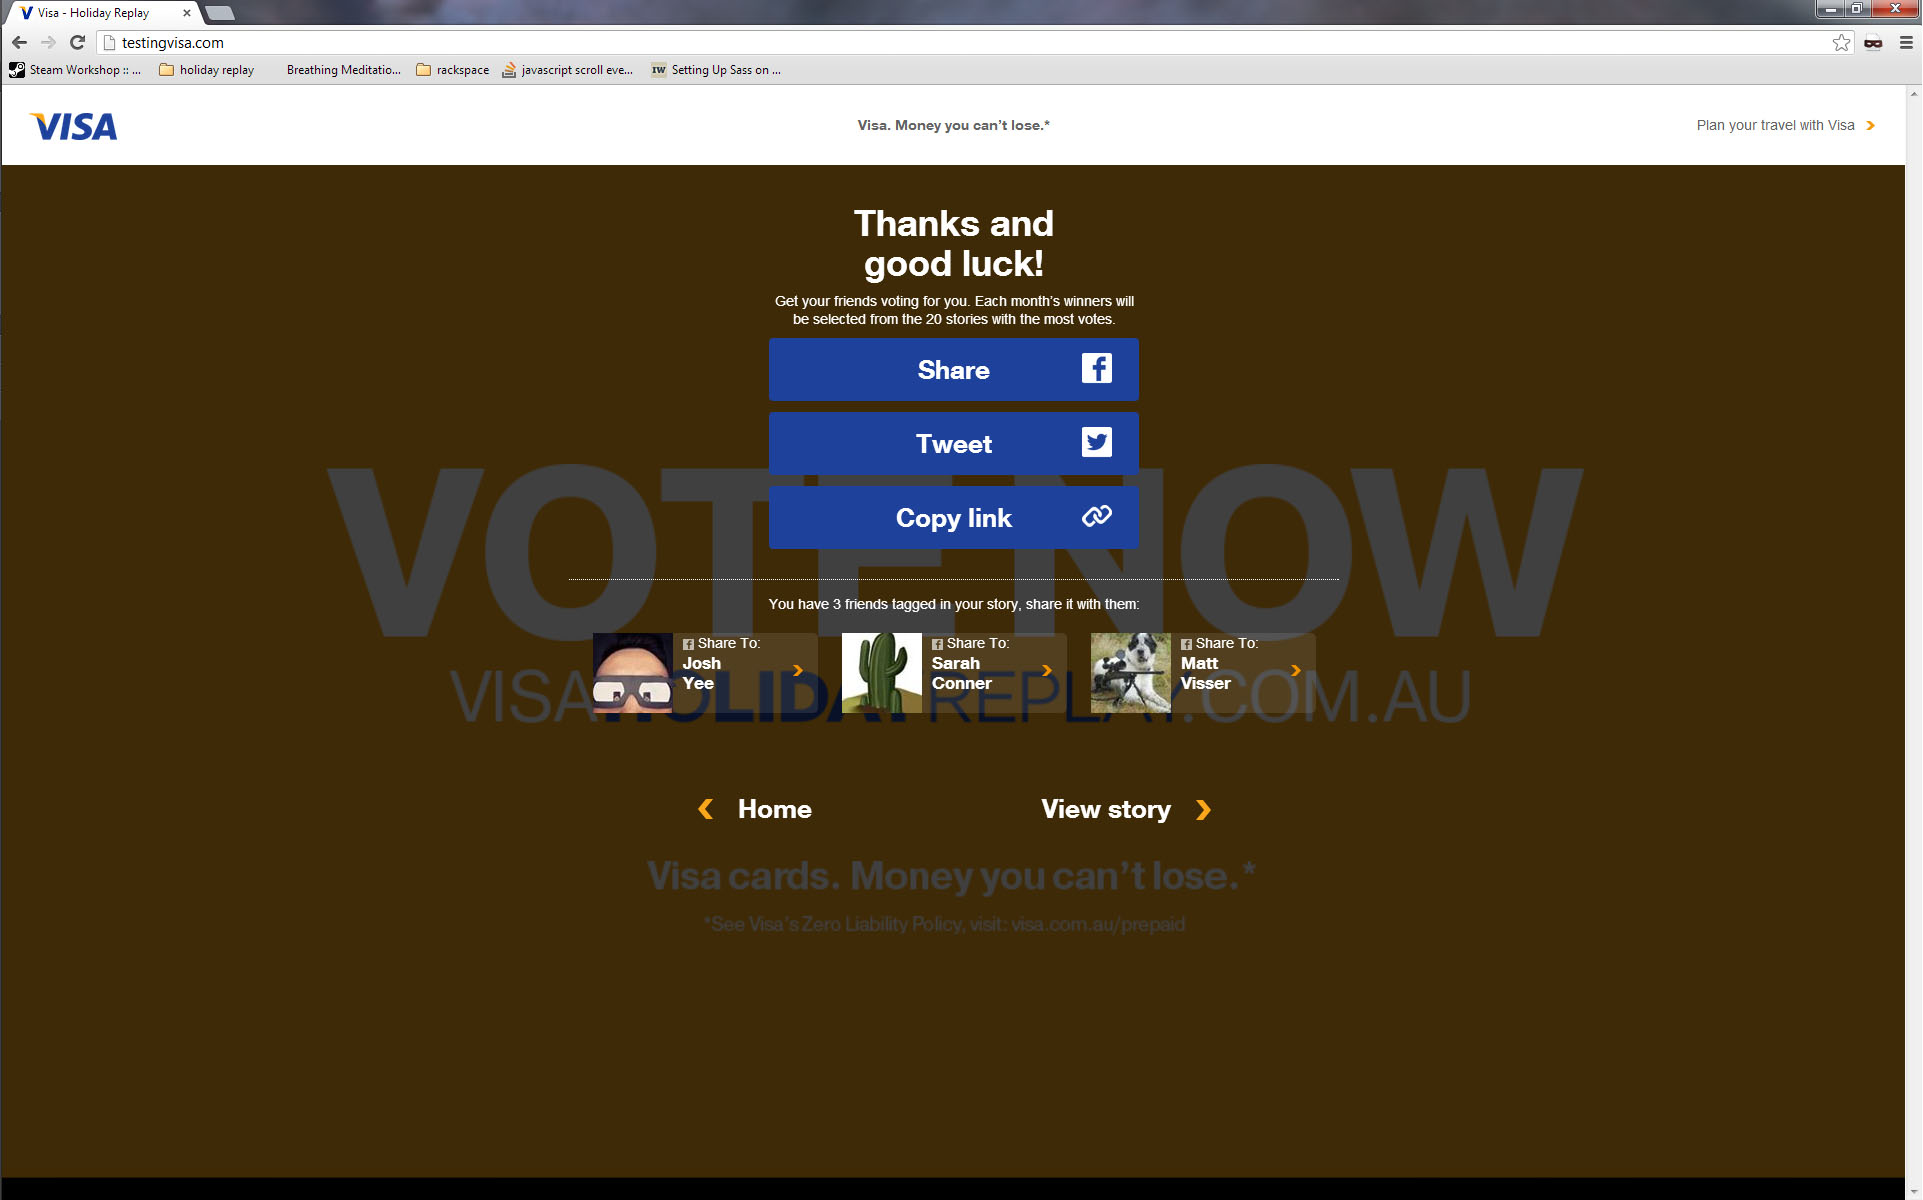 Visa - Holiday Replay
testingvisa.com
Steam Workshop :: ...
holiday replay
Breathing Meditatio...
rackspace
javascript scroll eve...
IW
Setting Up Sass on ...
VISA
Visa. Money you can’t lose.*
Plan your travel with Visa
Thanks and
good luck!
Get your friends voting for you. Each month’s winners will
be selected from the 20 stories with the most votes.
Share
Tweet
Copy link
VOTE NOW
You have 3 friends tagged in your story, share it with them:
Share To:
Josh
Yee
Share To:
Sarah
Conner
Share To:
Matt
Visser
VISAHOLIDAYREPLAY.COM.AU
Home
View story
Visa cards. Money you can’t lose.*
*See Visa’s Zero Liability Policy, visit: visa.com.au/prepaid